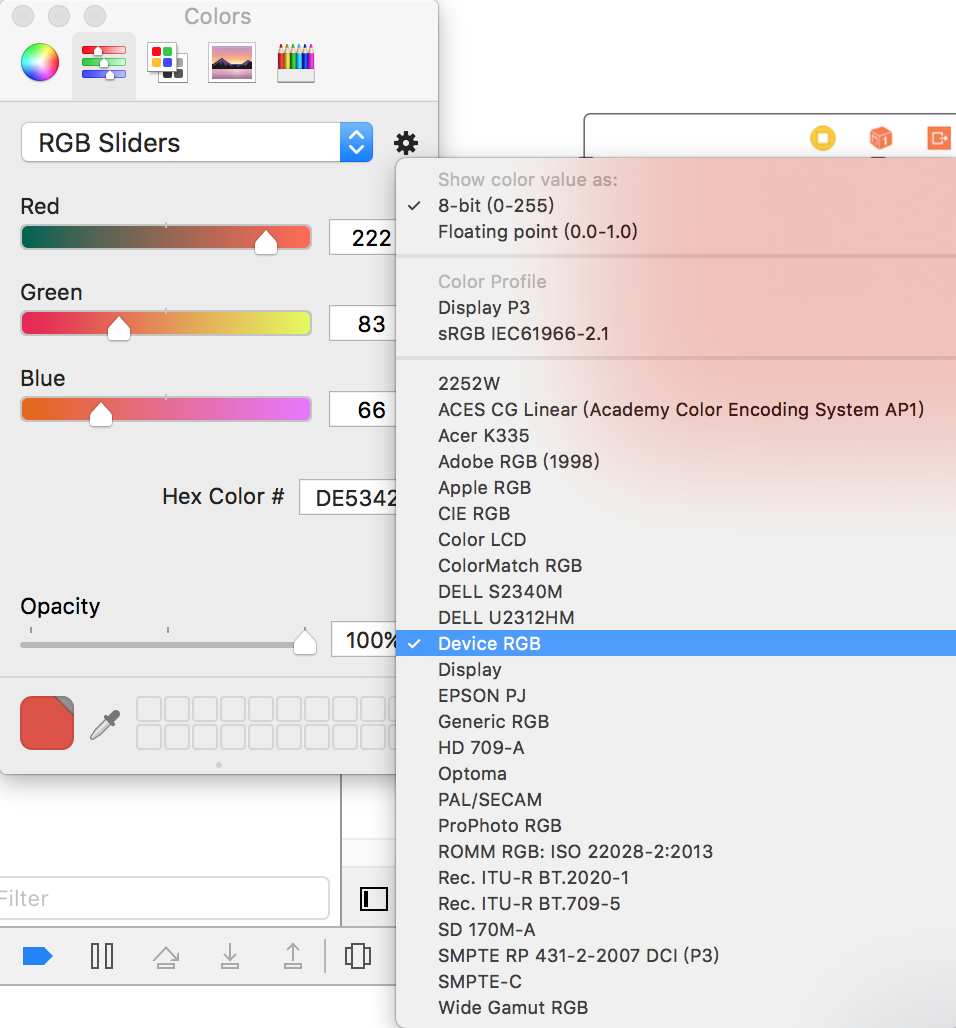 Colors
RGB Sliders
Red
222
Green
83
Blue
66
Hex Color #
DE5342
Opacity
100%
Show color value as:
8-bit (0-255)
Floating point (0.0-1.0)
Color Profile
Display P3
sRGB IEC61966-2.1
2252W
ACES CG Linear (Academy Color Encoding System AP1)
Acer K335
Adobe RGB (1998)
Apple RGB
CIE RGB
Color LCD
ColorMatch RGB
DELL S2340M
DELL U2312HM
Device RGB
Display
EPSON PJ
Generic RGB
HD 709-A
Optoma
PAL/SECAM
ProPhoto RGB
ROMM RGB: ISO 22028-2:2013
Rec. ITU-R BT.2020-1
Rec. ITU-R BT.709-5
SD 170M-A
SMPTE RP 431-2-2007 DCI (P3)
SMPTE-C
Wide Gamut RGB
Filter
1